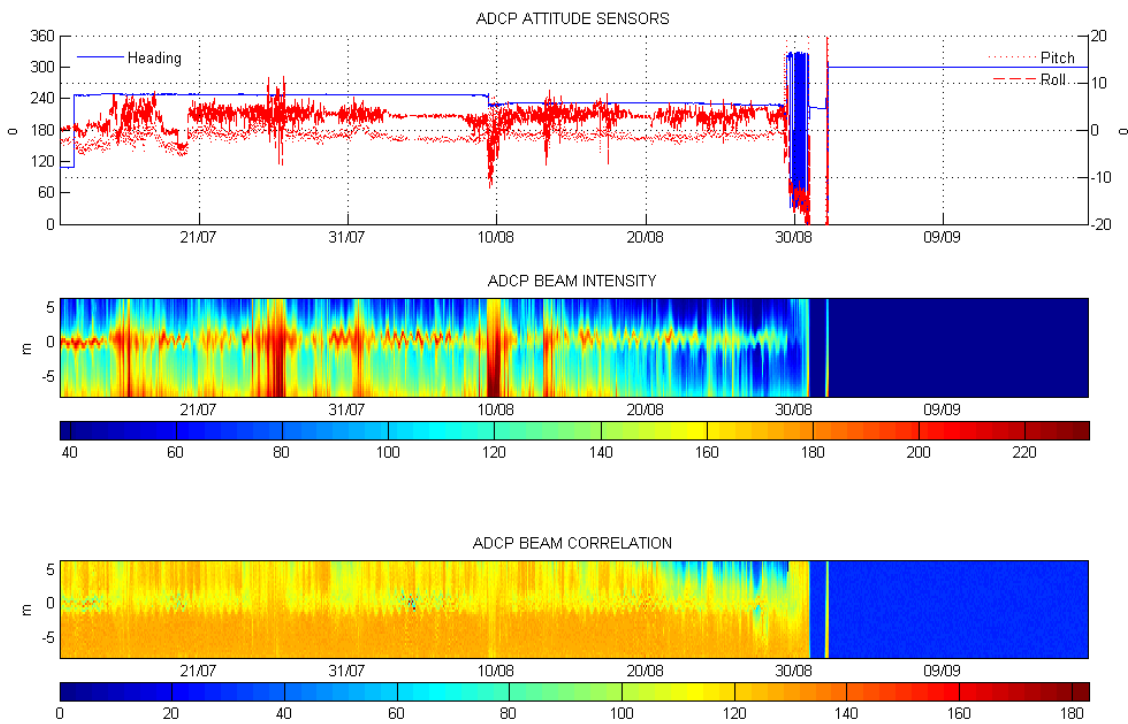 ADCP ATTITUDE SENSORS
360 20
300 Heading Pitch
Roll
10
240
o 180 0 o
120
-10
60
0 -20
21/07 31/07 10/08 20/08 30/08 09/09
ADCP BEAM INTENSITY
5
m 0
-5
21/07 31/07 10/08 20/08 30/08 09/09
40 60 80 100 120 140 160 180 200 220
ADCP BEAM CORRELATION
5
m 0
-5
21/07 31/07 10/08 20/08 30/08 09/09
0 20 40 60 80 100 120 140 160 180